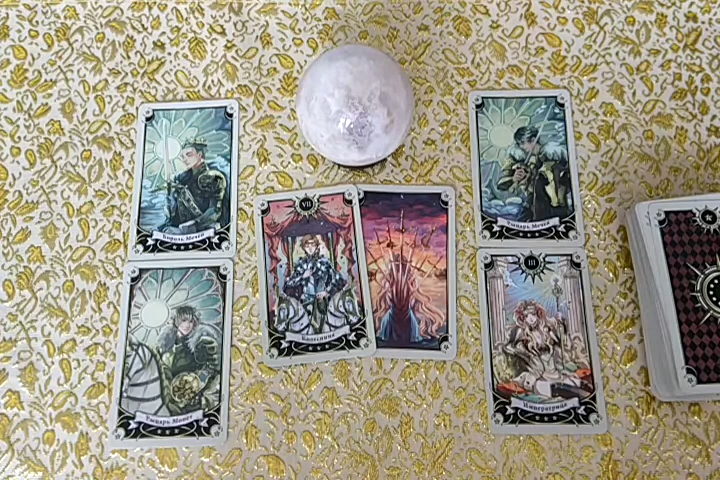 Король Мечей
Рыцарь Мечей
VII
Колесница
III
Императрица
Рыцарь Монет